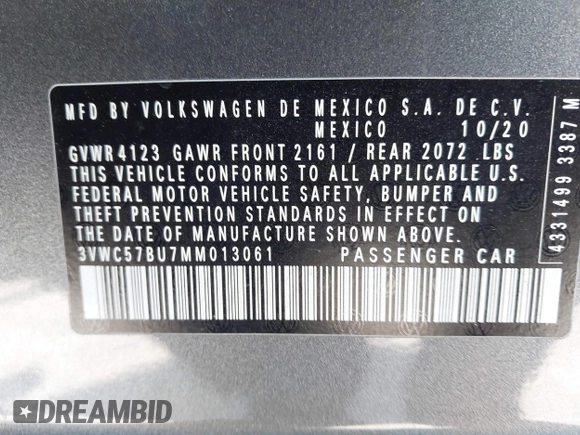 MFD BY VOLKSWAGEN DE MEXICO S.A. DE C.V.
MEXICO 10/20
GVWR 4123 GAWR FRONT 2161 / REAR 2072 LBS
THIS VEHICLE CONFORMS TO ALL APPLICABLE U.S.
FEDERAL MOTOR VEHICLE SAFETY, BUMPER AND
THEFT PREVENTION STANDARDS IN EFFECT ON
THE DATE OF MANUFACTURE SHOWN ABOVE.
3VWC57BU7MM013061 PASSENGER CAR
4331499 3387 M
DREAMBID